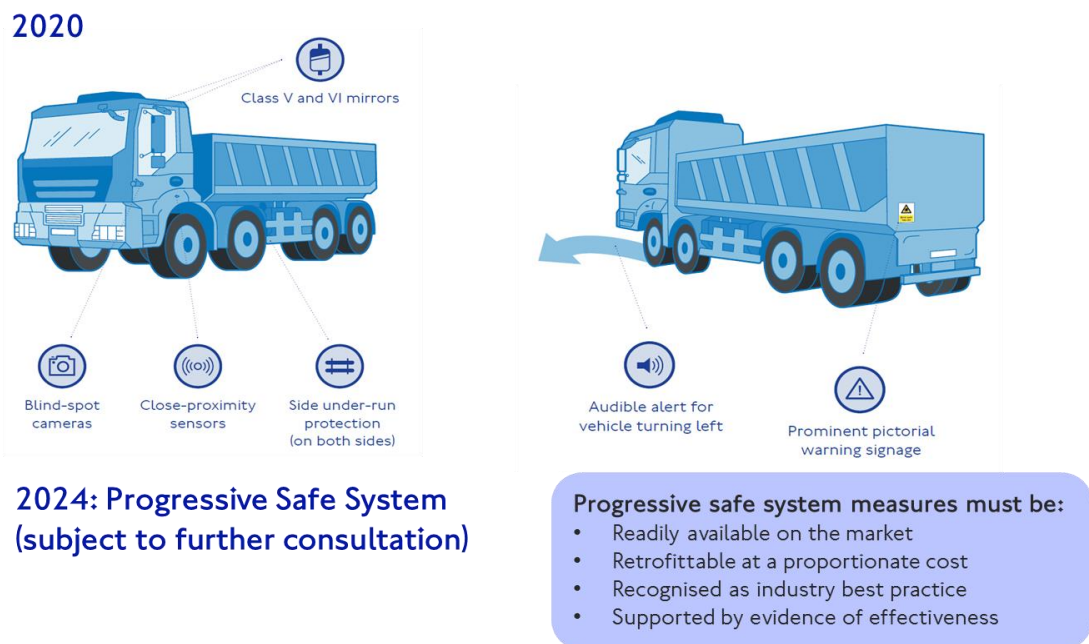 2020
Class V and VI mirrors
Blind-spot
cameras
Close-proximity
sensors
Side under-run
protection
(on both sides)
Audible alert for
vehicle turning left
Prominent pictorial
warning signage
2024: Progressive Safe System
(subject to further consultation)
Progressive safe system measures must be:
• Readily available on the market
• Retrofittable at a proportionate cost
• Recognised as industry best practice
• Supported by evidence of effectiveness